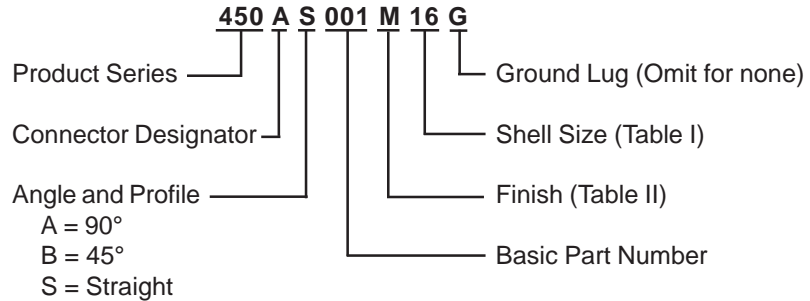 450 A S 001 M 16 G
Product Series
Connector Designator
Angle and Profile
A = 90°
B = 45°
S = Straight
Ground Lug (Omit for none)
Shell Size (Table I)
Finish (Table II)
Basic Part Number